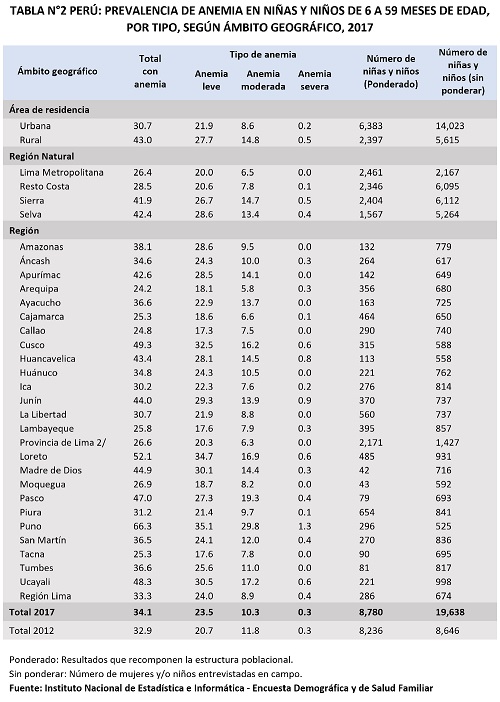 TABLA N°2 PERÚ: PREVALENCIA DE ANEMIA EN NIÑAS Y NIÑOS DE 6 A 59 MESES DE EDAD,
POR TIPO, SEGÚN ÁMBITO GEOGRÁFICO, 2017
Ámbito geográfico Total con anemia Tipo de anemia Número de niñas y niños (Ponderado) Número de niñas y niños (sin ponderar)
Anemia leve Anemia moderada Anemia severa
Área de residencia
Urbana 30.7 21.9 8.6 0.2 6,383 14,023
Rural 43.0 27.7 14.8 0.5 2,397 5,615
Región Natural
Lima Metropolitana 26.4 20.0 6.5 0.0 2,461 2,167
Resto Costa 28.5 20.6 7.8 0.1 2,346 6,095
Sierra 41.9 26.7 14.7 0.5 2,404 6,112
Selva 42.4 28.6 13.4 0.4 1,567 5,264
Región
Amazonas 38.1 28.6 9.5 0.0 132 779
Áncash 34.6 24.3 10.0 0.3 264 617
Apurímac 42.6 28.5 14.1 0.0 142 649
Arequipa 24.2 18.1 5.8 0.3 356 680
Ayacucho 36.6 22.9 13.7 0.0 163 725
Cajamarca 25.3 18.6 6.6 0.1 464 650
Callao 24.8 17.3 7.5 0.0 290 740
Cusco 49.3 32.5 16.2 0.6 315 588
Huancavelica 43.4 28.1 14.5 0.8 113 558
Huánuco 34.8 24.3 10.5 0.0 221 762
Ica 30.2 22.3 7.6 0.2 276 814
Junín 44.0 29.3 13.9 0.9 370 737
La Libertad 30.7 21.9 8.8 0.0 560 737
Lambayeque 25.8 17.6 7.9 0.3 395 857
Provincia de Lima 2/ 26.6 20.3 6.3 0.0 2,171 1,427
Loreto 52.1 34.7 16.9 0.6 485 931
Madre de Dios 44.9 30.1 14.4 0.3 42 716
Moquegua 26.9 18.7 8.2 0.0 43 592
Pasco 47.0 27.3 19.3 0.4 79 693
Piura 31.2 21.4 9.7 0.1 654 841
Puno 66.3 35.1 29.8 1.3 296 525
San Martín 36.5 24.1 12.0 0.4 270 836
Tacna 25.3 17.6 7.8 0.0 90 695
Tumbes 36.6 25.6 11.0 0.0 81 817
Ucayali 48.3 30.5 17.2 0.6 221 998
Región Lima 33.3 24.0 8.9 0.4 286 674
Total 2017 34.1 23.5 10.3 0.3 8,780 19,638
Total 2012 32.9 20.7 11.8 0.3 8,236 8,646
Ponderado: Resultados que recomponen la estructura poblacional.
Sin ponderar: Número de mujeres y/o niños entrevistadas en campo.
Fuente: Instituto Nacional de Estadística e Informática - Encuesta Demográfica y de Salud Familiar